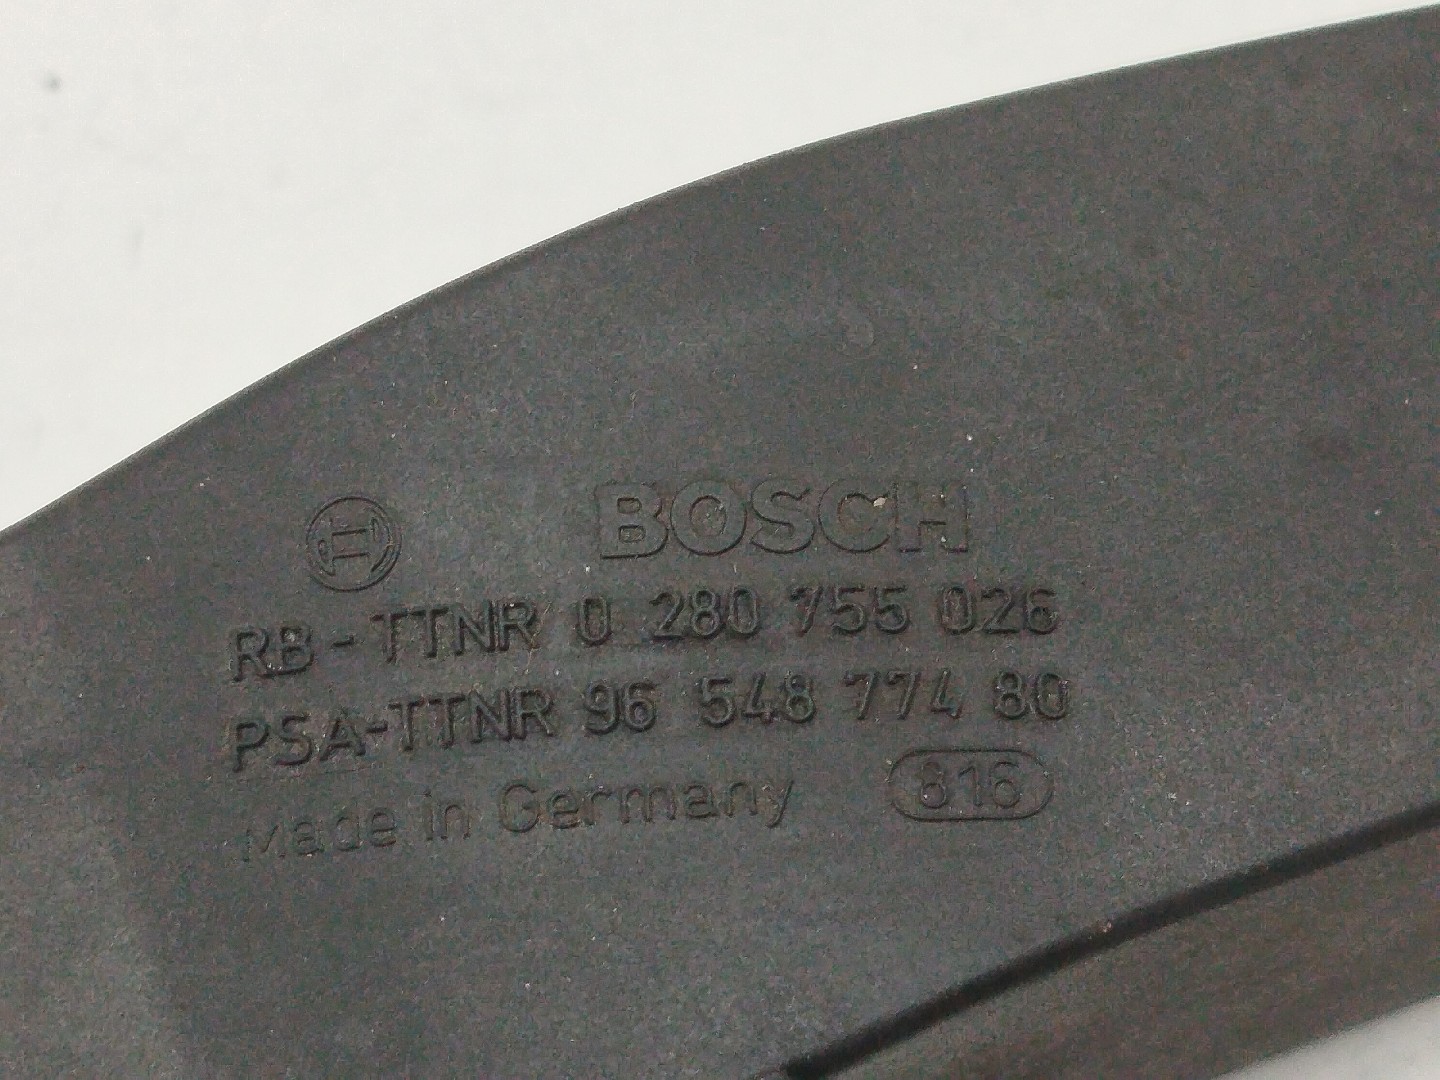 BOSCH
RB-TTNR 0 280 755 026
PSA-TTNR 96 548 774 80
Made in Germany 816